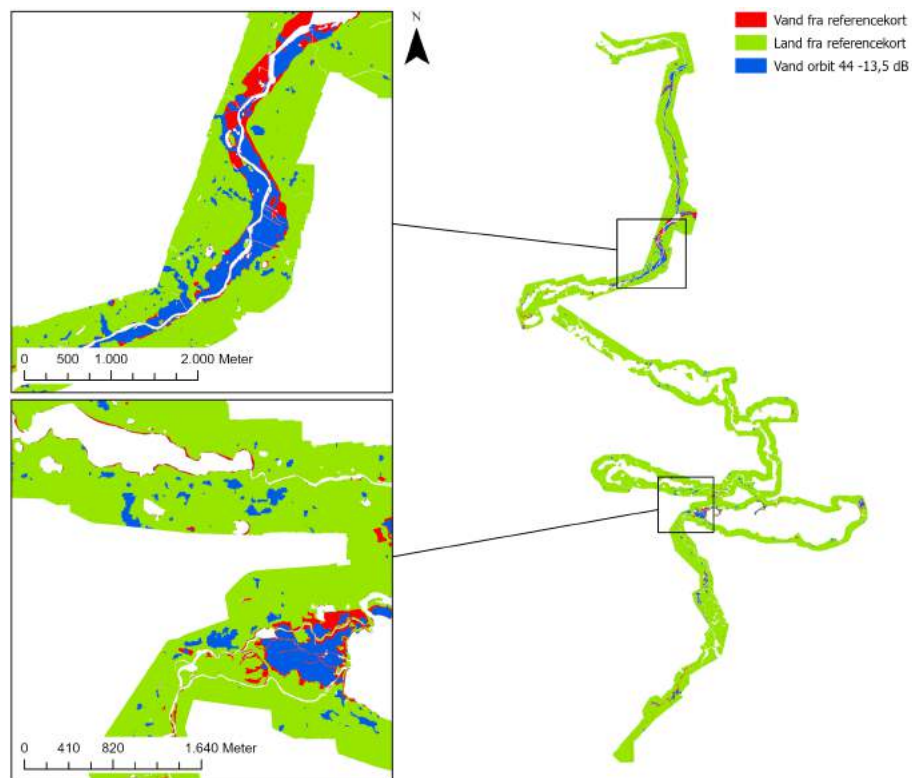 N
Vand fra referencekort
Land fra referencekort
Vand orbit 44 -13,5 dB
0 500 1.000 2.000 Meter
0 410 820 1.640 Meter